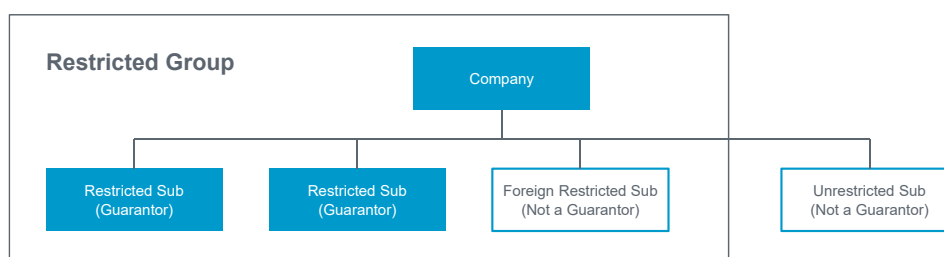 Restricted Group
Company
Restricted Sub
(Guarantor)
Restricted Sub
(Guarantor)
Foreign Restricted Sub
(Not a Guarantor)
Unrestricted Sub
(Not a Guarantor)